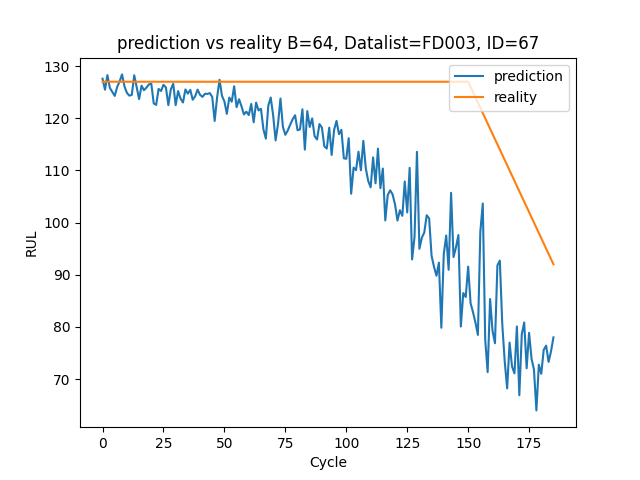 prediction vs reality B=64, Datalist=FD003, ID=67
prediction
reality
RUL
130
120
110
100
90
80
70
0 25 50 75 100 125 150 175
Cycle